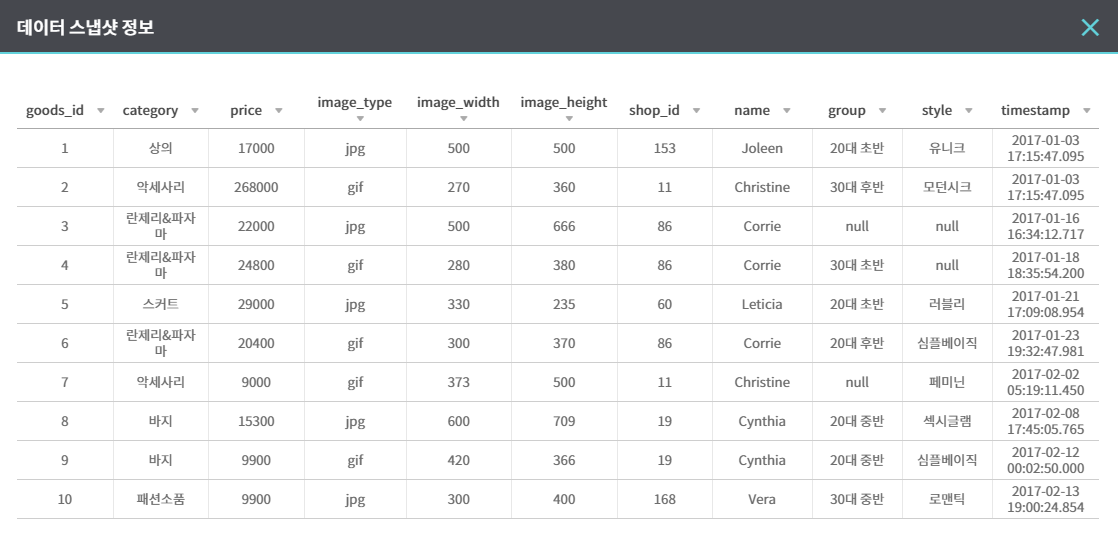 데이터 스냅샷 정보
goods_id category price image_type image_width image_height shop_id name group style timestamp
1 상의 17000 jpg 500 500 153 Joleen 20대 초반 유니크 2017-01-03 17:15:47.095
2 악세사리 268000 gif 270 360 11 Christine 30대 후반 모던시크 2017-01-03 17:15:47.095
3 란제리&파자마 22000 jpg 500 666 86 Corrie null null 2017-01-16 16:34:12.717
4 란제리&파자마 24800 gif 280 380 86 Corrie 30대 초반 null 2017-01-18 18:35:54.200
5 스커트 29000 jpg 330 235 60 Leticia 20대 초반 러블리 2017-01-21 17:09:08.954
6 란제리&파자마 20400 gif 300 370 86 Corrie 20대 후반 심플베이직 2017-01-23 19:32:47.981
7 악세사리 9000 gif 373 500 11 Christine null 페미닌 2017-02-02 05:19:11.450
8 바지 15300 jpg 600 709 19 Cynthia 20대 중반 섹시글램 2017-02-08 17:45:05.765
9 바지 9900 gif 420 366 19 Cynthia 20대 중반 심플베이직 2017-02-12 00:02:50.000
10 패션소품 9900 jpg 300 400 168 Vera 30대 중반 로맨틱 2017-02-13 19:00:24.854